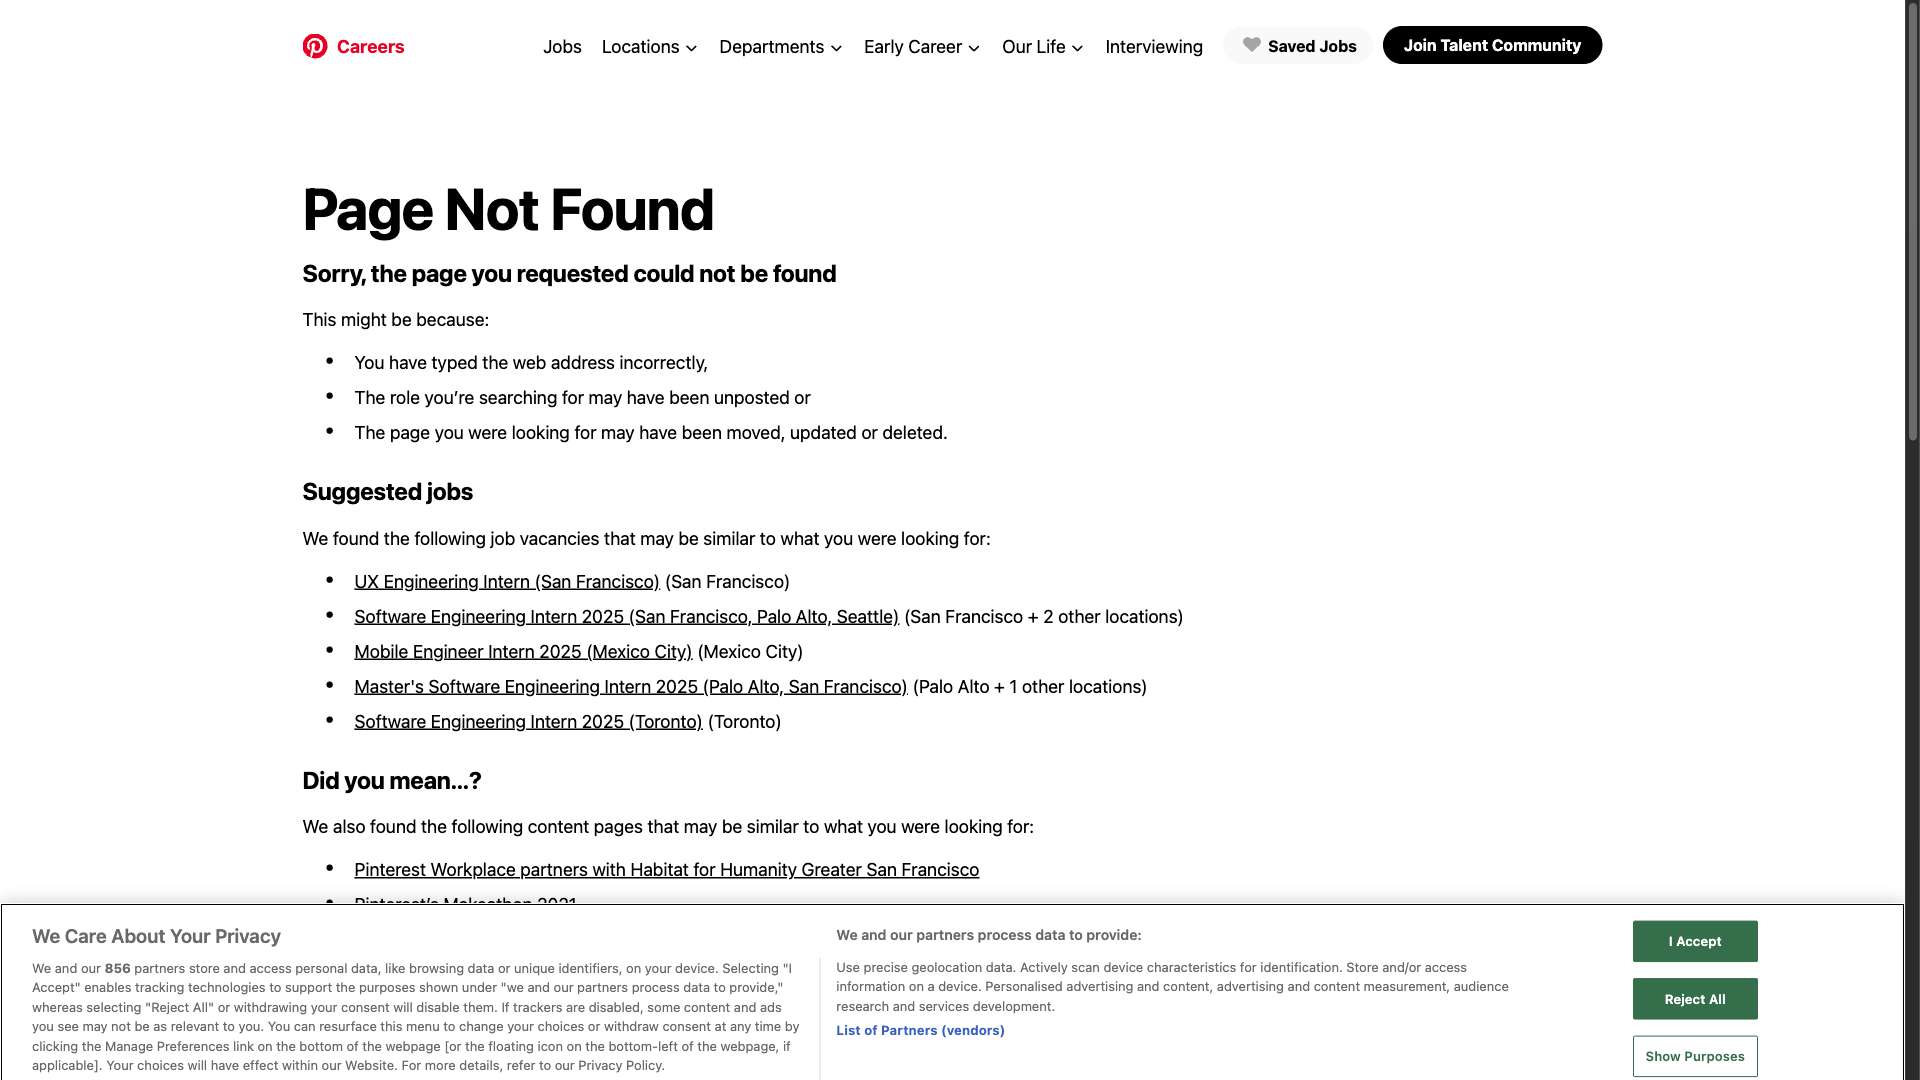 Careers
Jobs
Locations
Departments
Early Career
Our Life
Interviewing
Saved Jobs
Join Talent Community
Page Not Found
Sorry, the page you requested could not be found
This might be because:
• You have typed the web address incorrectly,
• The role you’re searching for may have been unposted or
• The page you were looking for may have been moved, updated or deleted.
Suggested jobs
We found the following job vacancies that may be similar to what you were looking for:
• UX Engineering Intern (San Francisco) (San Francisco)
• Software Engineering Intern 2025 (San Francisco, Palo Alto, Seattle) (San Francisco + 2 other locations)
• Mobile Engineer Intern 2025 (Mexico City) (Mexico City)
• Master's Software Engineering Intern 2025 (Palo Alto, San Francisco) (Palo Alto + 1 other locations)
• Software Engineering Intern 2025 (Toronto) (Toronto)
Did you mean...?
We also found the following content pages that may be similar to what you were looking for:
• Pinterest Workplace partners with Habitat for Humanity Greater San Francisco
• Pinterest’s Makeathon 2021
We Care About Your Privacy
We and our 856 partners store and access personal data, like browsing data or unique identifiers, on your device. Selecting "I
Accept" enables tracking technologies to support the purposes shown under "we and our partners process data to provide,"
whereas selecting "Reject All" or withdrawing your consent will disable them. If trackers are disabled, some content and ads
you see may not be as relevant to you. You can resurface this menu to change your choices or withdraw consent at any time by
clicking the Manage Preferences link on the bottom of the webpage [or the floating icon on the bottom-left of the webpage, if
applicable]. Your choices will have effect within our Website. For more details, refer to our Privacy Policy.
We and our partners process data to provide:
Use precise geolocation data. Actively scan device characteristics for identification. Store and/or access
information on a device. Personalised advertising and content, advertising and content measurement, audience
research and services development.
List of Partners (vendors)
I Accept
Reject All
Show Purposes